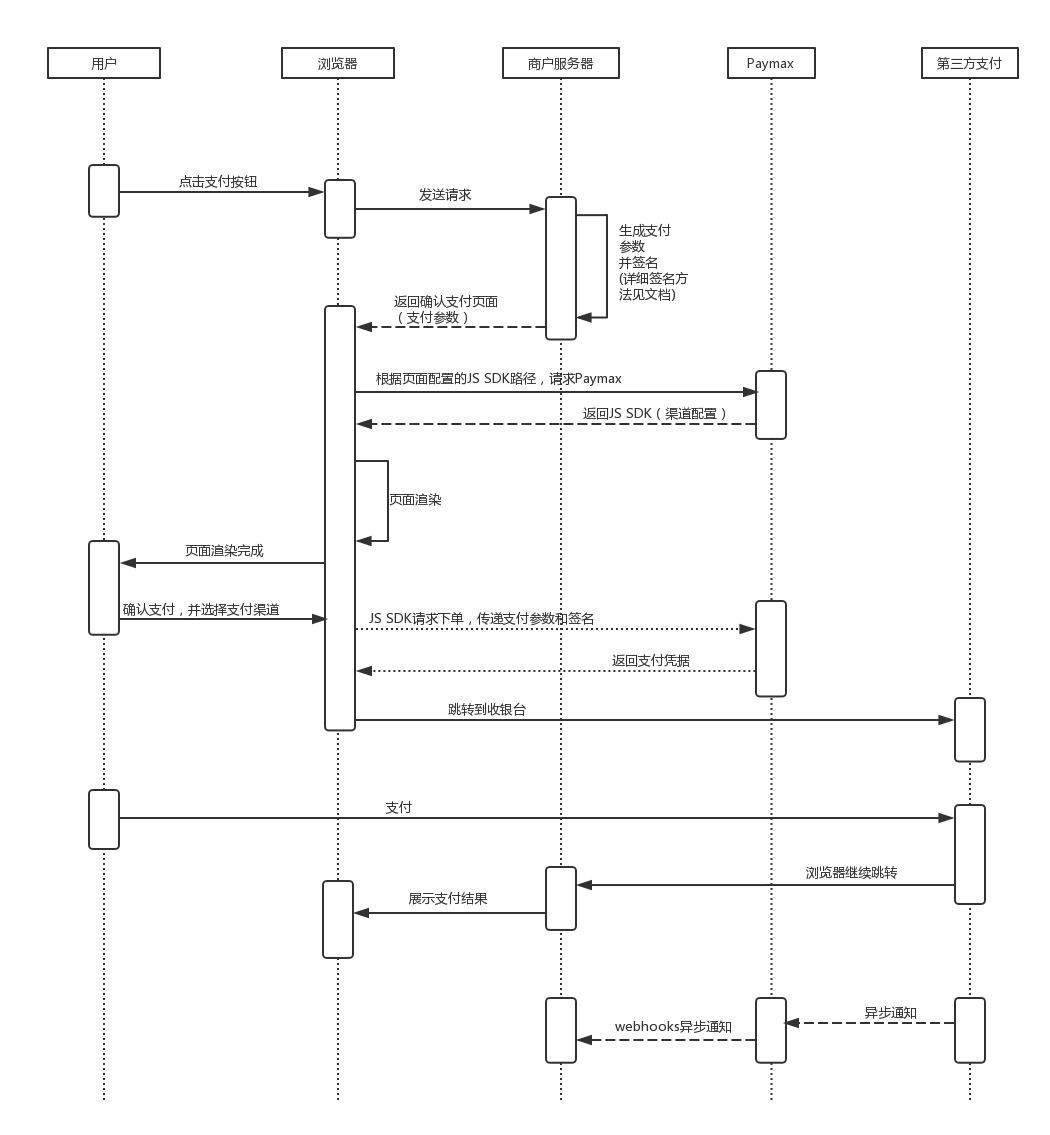 用户
浏览器
商户服务器
Paymax
第三方支付
点击支付按钮
发送请求
生成支付
参数
并签名
(详细签名方
法见文档)
返回确认支付页面
（支付参数）
根据页面配置的JS SDK路径，请求Paymax
返回JS SDK（渠道配置）
页面渲染
页面渲染完成
确认支付，并选择支付渠道
JS SDK请求下单，传递支付参数和签名
返回支付凭据
跳转到收银台
支付
浏览器继续跳转
展示支付结果
异步通知
webhooks异步通知